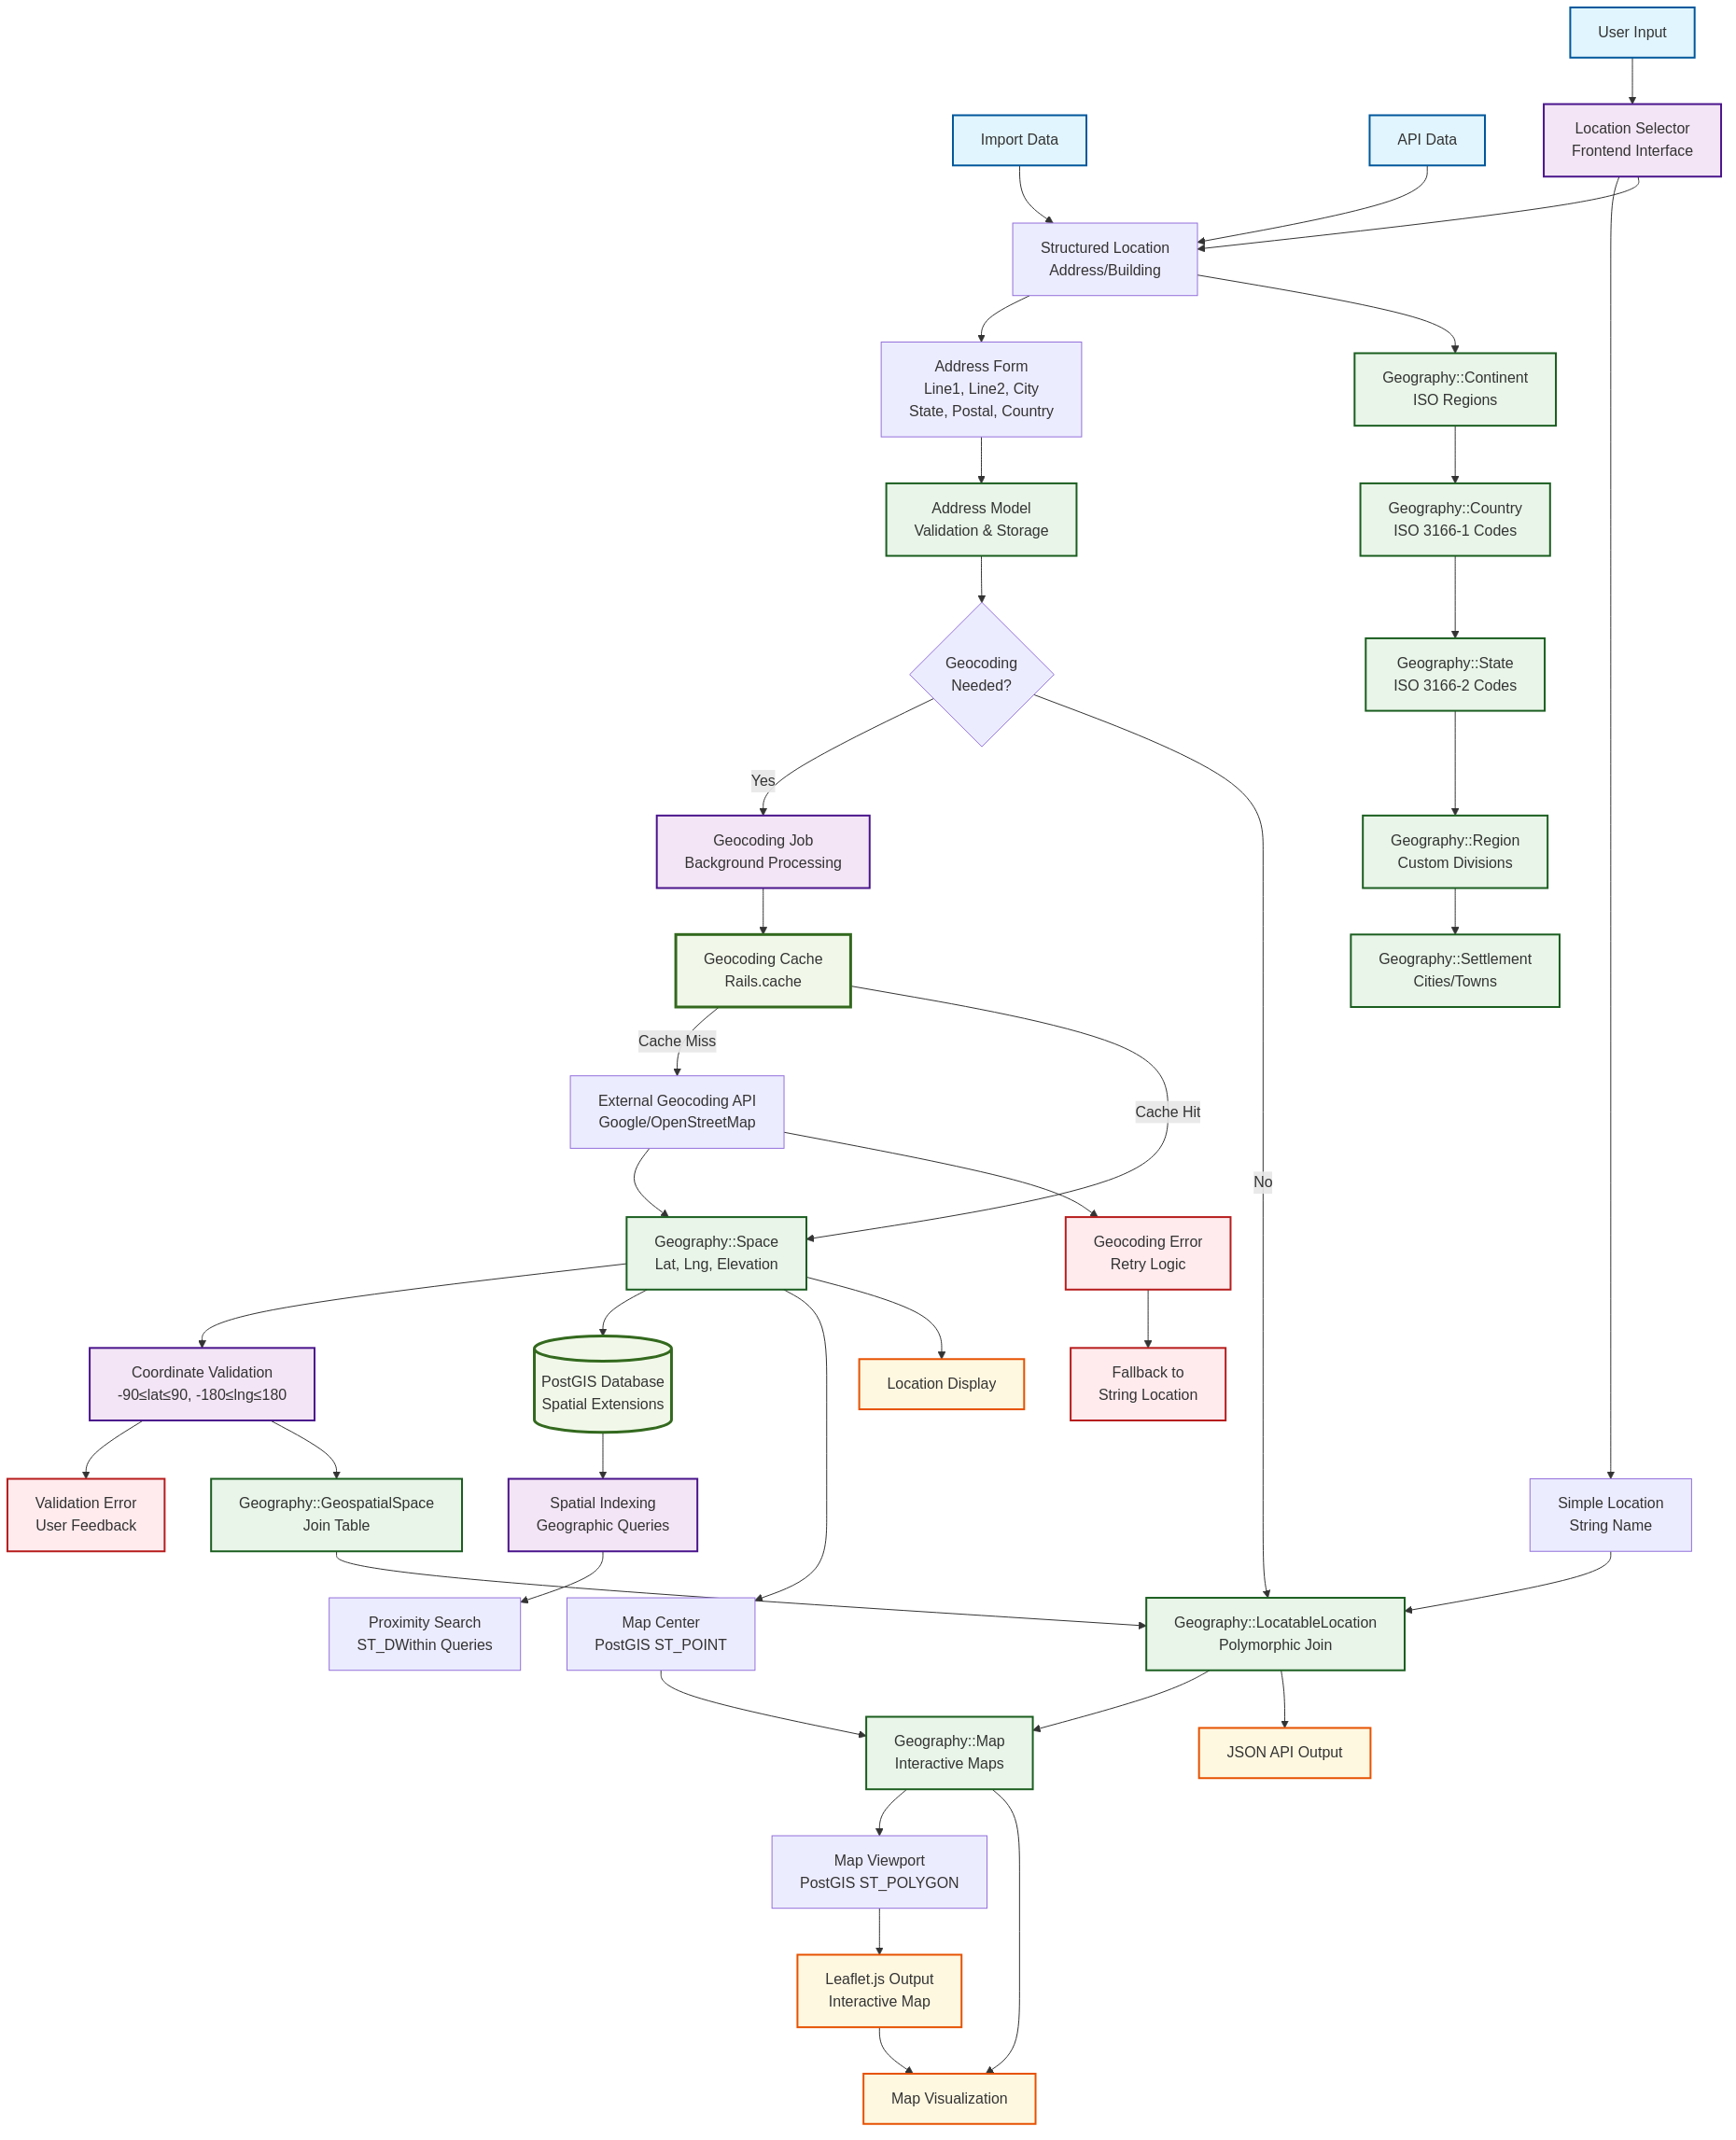 User Input
Import Data
API Data
Location Selector
Frontend Interface
Structured Location
Address/Building
Address Form
Line1, Line2, City
State, Postal, Country
Geography::Continent
ISO Regions
Address Model
Validation & Storage
Geography::Country
ISO 3166-1 Codes
Geocoding
Needed?
Geography::State
ISO 3166-2 Codes
Yes
Geocoding Job
Background Processing
Geography::Region
Custom Divisions
Geocoding Cache
Rails.cache
Geography::Settlement
Cities/Towns
Cache Miss
External Geocoding API
Google/OpenStreetMap
Cache Hit
No
Geography::Space
Lat, Lng, Elevation
Geocoding Error
Retry Logic
Coordinate Validation
-90≤lat≤90, -180≤lng≤180
PostGIS Database
Spatial Extensions
Location Display
Fallback to
String Location
Validation Error
User Feedback
Geography::GeospatialSpace
Join Table
Spatial Indexing
Geographic Queries
Simple Location
String Name
Proximity Search
ST_DWithin Queries
Map Center
PostGIS ST_POINT
Geography::LocatableLocation
Polymorphic Join
Geography::Map
Interactive Maps
JSON API Output
Map Viewport
PostGIS ST_POLYGON
Leaflet.js Output
Interactive Map
Map Visualization